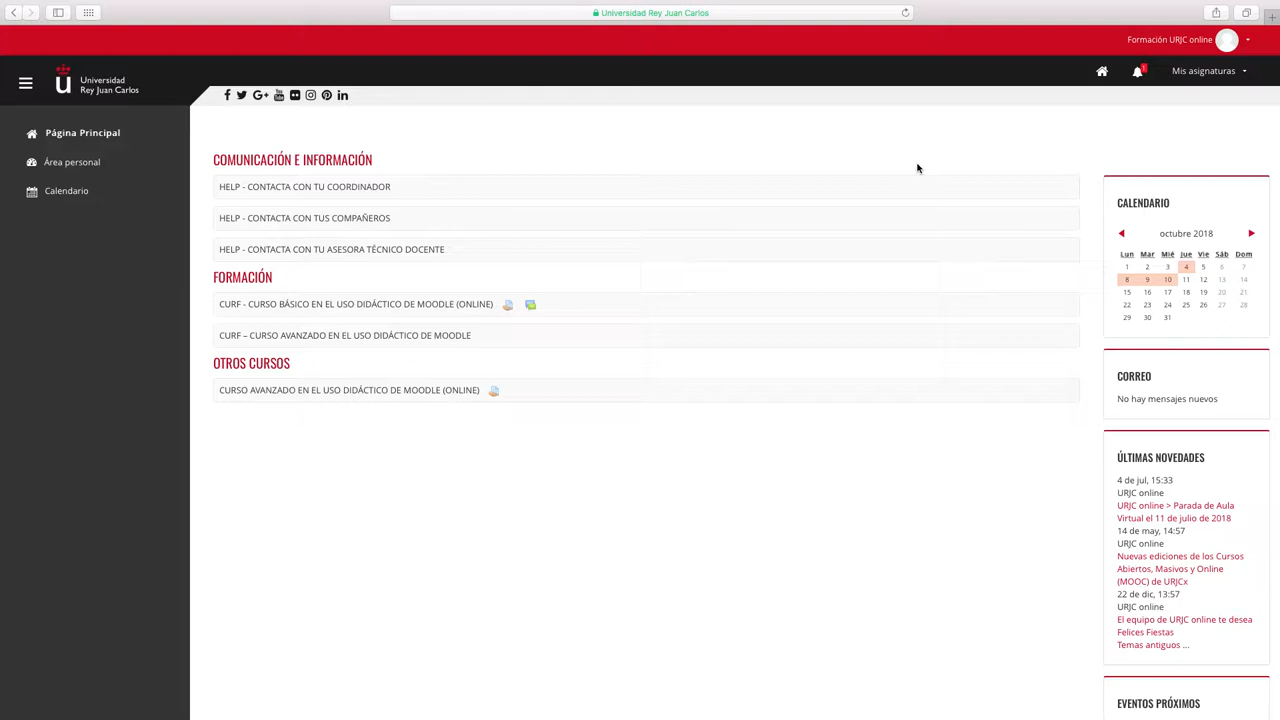 Universidad Rey Juan Carlos
Formación URJC online
Universidad
Rey Juan Carlos
1
Mis asignaturas
Página Principal
Área personal
Calendario
COMUNICACIÓN E INFORMACIÓN
HELP - CONTACTA CON TU COORDINADOR
HELP - CONTACTA CON TUS COMPAÑEROS
HELP - CONTACTA CON TU ASESORA TÉCNICO DOCENTE
FORMACIÓN
CURF - CURSO BÁSICO EN EL USO DIDÁCTICO DE MOODLE (ONLINE)
CURF – CURSO AVANZADO EN EL USO DIDÁCTICO DE MOODLE
OTROS CURSOS
CURSO AVANZADO EN EL USO DIDÁCTICO DE MOODLE (ONLINE)
CALENDARIO
octubre 2018
Lun Mar Mié Jue Vie Sáb Dom
1 2 3 4 5 6 7
8 9 10 11 12 13 14
15 16 17 18 19 20 21
22 23 24 25 26 27 28
29 30 31
CORREO
No hay mensajes nuevos
ÚLTIMAS NOVEDADES
4 de jul, 15:33
URJC online
URJC online > Parada de Aula
Virtual el 11 de julio de 2018
14 de may, 14:57
URJC online
Nuevas ediciones de los Cursos
Abiertos, Masivos y Online
(MOOC) de URJCx
22 de dic, 13:57
URJC online
El equipo de URJC online te desea
Felices Fiestas
Temas antiguos ...
EVENTOS PRÓXIMOS